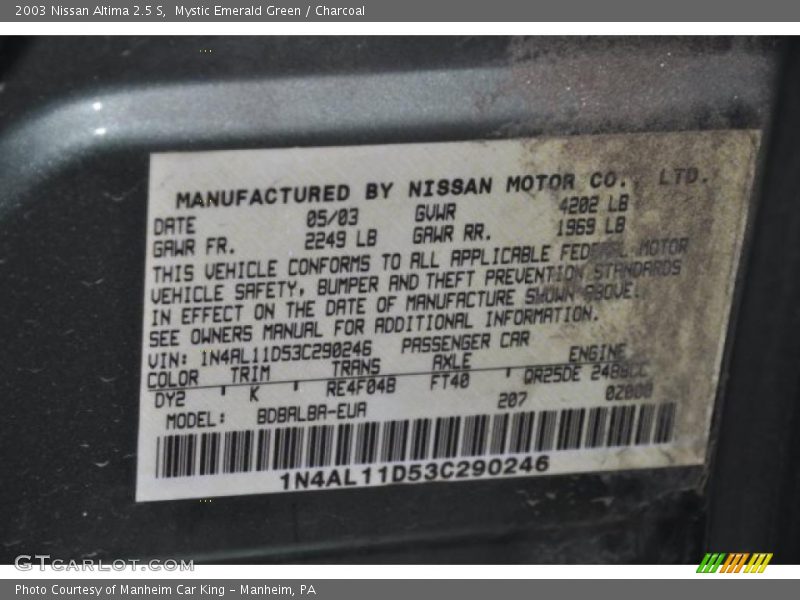 2003 Nissan Altima 2.5 S, Mystic Emerald Green / Charcoal
MANUFACTURED BY NISSAN MOTOR CO. LTD.
DATE 05/03 GVWR 4202 LB
GAWR FR. 2249 LB GAWR RR. 1969 LB
THIS VEHICLE CONFORMS TO ALL APPLICABLE FEDERAL MOTOR
VEHICLE SAFETY, BUMPER AND THEFT PREVENTION STANDARDS
IN EFFECT ON THE DATE OF MANUFACTURE SHOWN ABOVE.
SEE OWNERS MANUAL FOR ADDITIONAL INFORMATION.
VIN: 1N4AL11D53C290246 PASSENGER CAR
COLOR TRIM TRANS AXLE ENGINE
DY2 K RE4F04B FT40 QR25DE 2488CC
MODEL: BDBALBA-EUA 207 0Z000
1N4AL11D53C290246
GTCARLOT.COM
Photo Courtesy of Manheim Car King – Manheim, PA